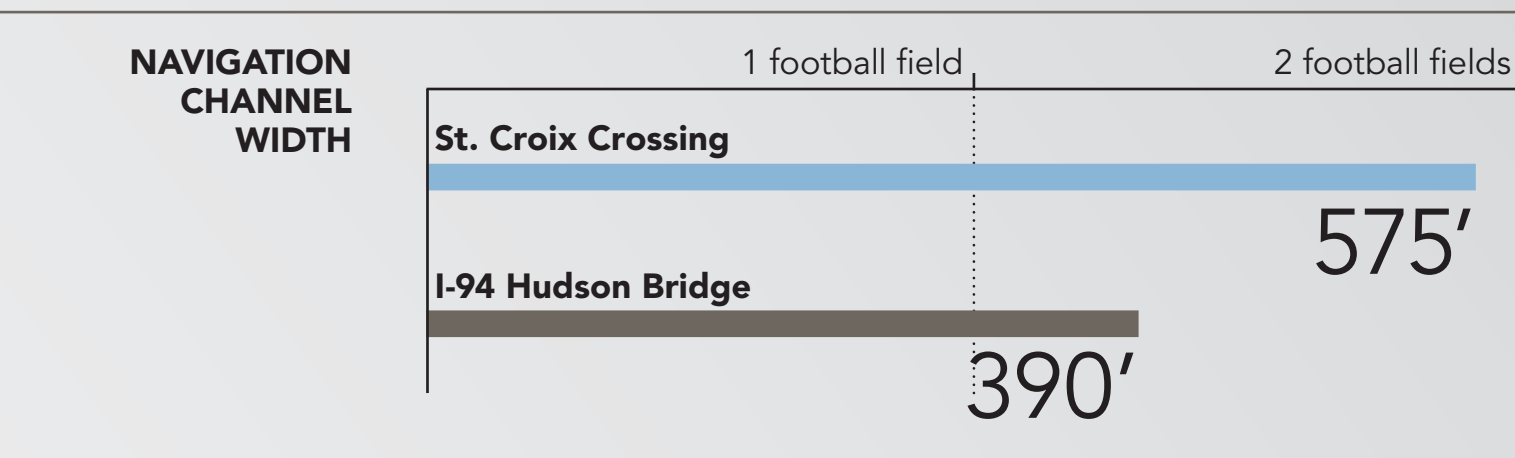 NAVIGATION
CHANNEL
WIDTH
1 football field
2 football fields
St. Croix Crossing
575’
I-94 Hudson Bridge
390’